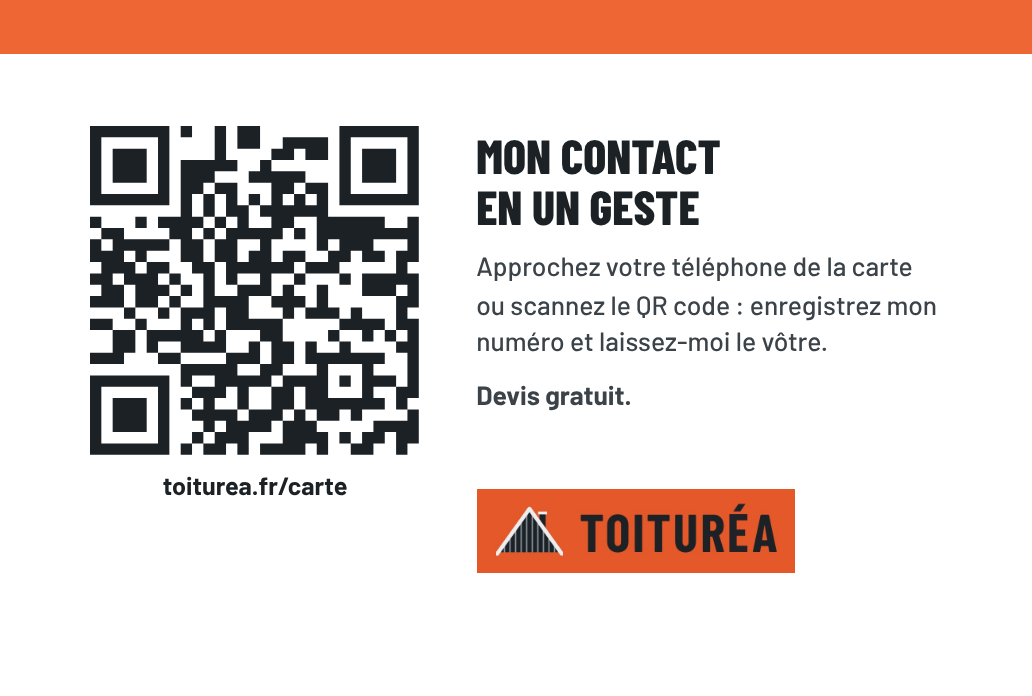 MON CONTACT
EN UN GESTE
Approchez votre téléphone de la carte
ou scannez le QR code : enregistrez mon
numéro et laissez-moi le vôtre.
Devis gratuit.
toiturea.fr/carte
TOITURÉA